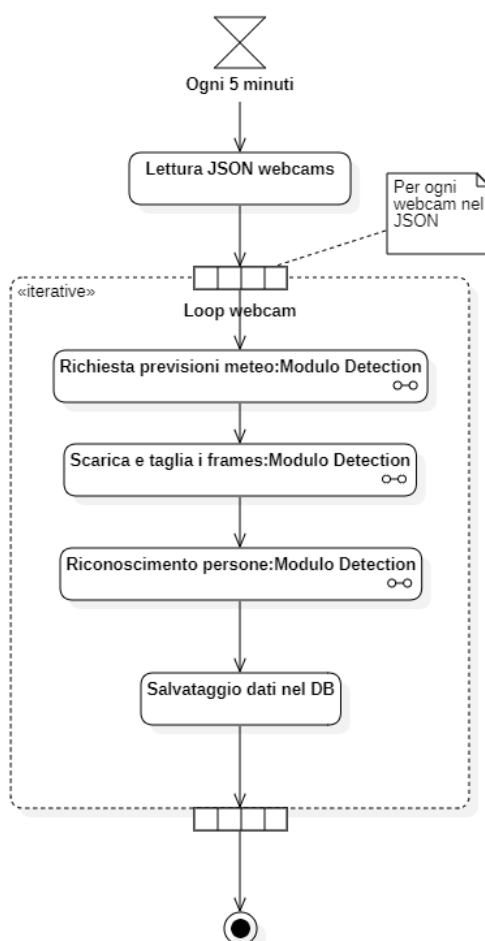 Ogni 5 minuti
Lettura JSON webcams
Per ogni
webcam nel
JSON
«iterative»
Loop webcam
Richiesta previsioni meteo:Modulo Detection
Scarica e taglia i frames:Modulo Detection
Riconoscimento persone:Modulo Detection
Salvataggio dati nel DB